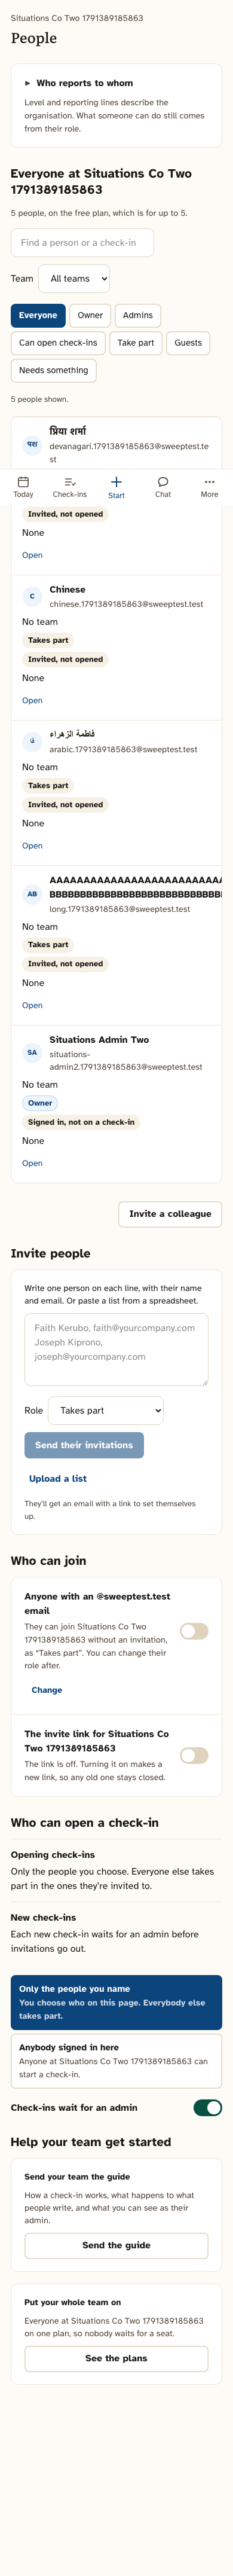 Situations Co Two 1791389185863
People
▸ Who reports to whom
Level and reporting lines describe the
organisation. What someone can do still comes
from their role.
Everyone at Situations Co Two
1791389185863
5 people, on the free plan, which is for up to 5.
Find a person or a check-in
Team All teams
Everyone Owner Admins
Can open check-ins Take part Guests
Needs something
5 people shown.
प्रिया शर्मा
पश
devanagari.1791389185863@sweeptest.te
st
Today Check-ins Start Chat More
Invited, not opened
None
Open
Chinese
C
chinese.1791389185863@sweeptest.test
No team
Takes part
Invited, not opened
None
Open
فاطمة الزهراء
فا
arabic.1791389185863@sweeptest.test
No team
Takes part
Invited, not opened
None
Open
AB
long.1791389185863@sweeptest.test
No team
Takes part
Invited, not opened
None
Open
Situations Admin Two
SA
situations-
admin2.1791389185863@sweeptest.test
No team
Owner
Signed in, not on a check-in
None
Open
Invite a colleague
Invite people
Write one person on each line, with their name
and email. Or paste a list from a spreadsheet.
Faith Kerubo, faith@yourcompany.com
Joseph Kiprono,
joseph@yourcompany.com
Role Takes part
Send their invitations
Upload a list
They'll get an email with a link to set themselves
up.
Who can join
Anyone with an @sweeptest.test
email
They can join Situations Co Two
1791389185863 without an invitation,
as “Takes part”. You can change their
role after.
Change
The invite link for Situations Co
Two 1791389185863
The link is off. Turning it on makes a
new link, so any old one stays closed.
Who can open a check-in
Opening check-ins
Only the people you choose. Everyone else takes
part in the ones they're invited to.
New check-ins
Each new check-in waits for an admin before
invitations go out.
Only the people you name
You choose who on this page. Everybody else
takes part.
Anybody signed in here
Anyone at Situations Co Two 1791389185863 can
start a check-in.
Check-ins wait for an admin
Help your team get started
Send your team the guide
How a check-in works, what happens to what
people write, and what you can see as their
admin.
Send the guide
Put your whole team on
Everyone at Situations Co Two 1791389185863
on one plan, so nobody waits for a seat.
See the plans